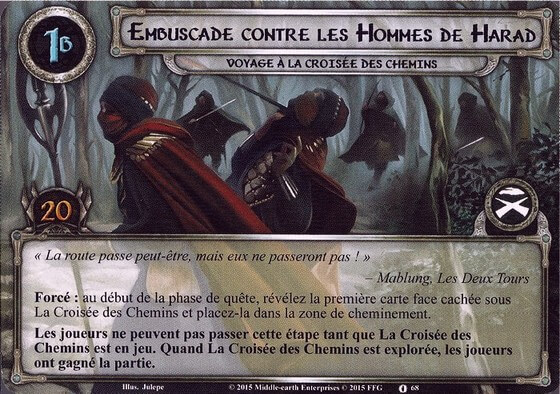 1B
Embuscade contre les Hommes de Harad
Voyage à la Croisée des Chemins
20
« La route passe peut-être, mais eux ne passeront pas ! »
– Mablung, Les Deux Tours
Forcé : au début de la phase de quête, révélez la première carte face cachée sous
La Croisée des Chemins et placez-la dans la zone de cheminement.
Les joueurs ne peuvent pas passer cette étape tant que La Croisée des
Chemins est en jeu. Quand La Croisée des Chemins est explorée, les joueurs
ont gagné la partie.
Illus. Julepe © 2015 Middle-earth Enterprises © 2015 FFG 68